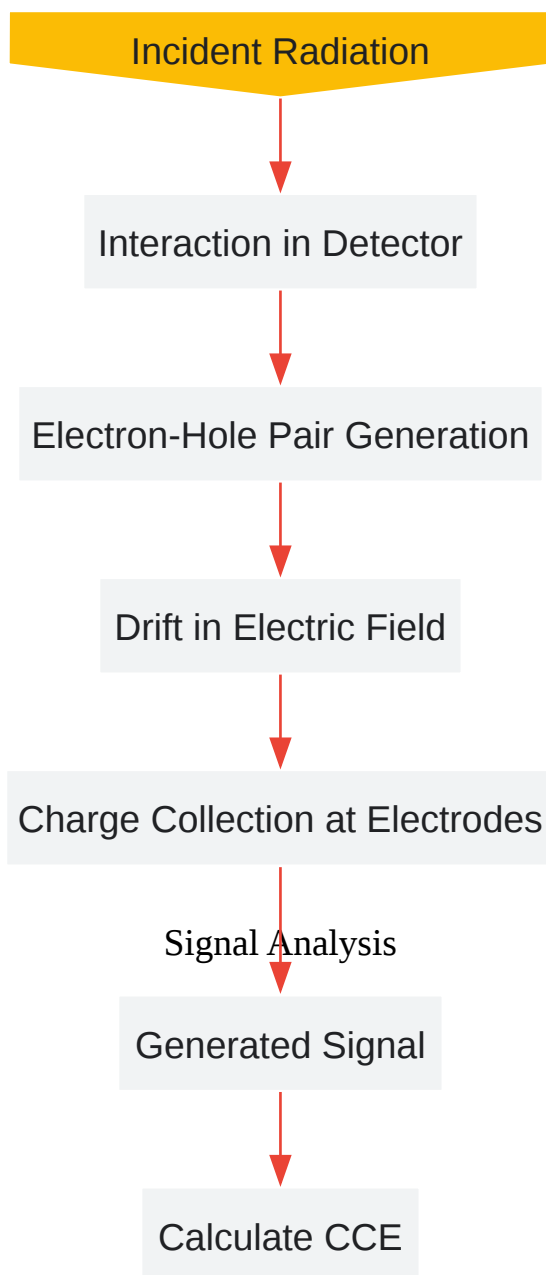 Incident Radiation
Interaction in Detector
Electron-Hole Pair Generation
Drift in Electric Field
Charge Collection at Electrodes
Signal Analysis
Generated Signal
Calculate CCE